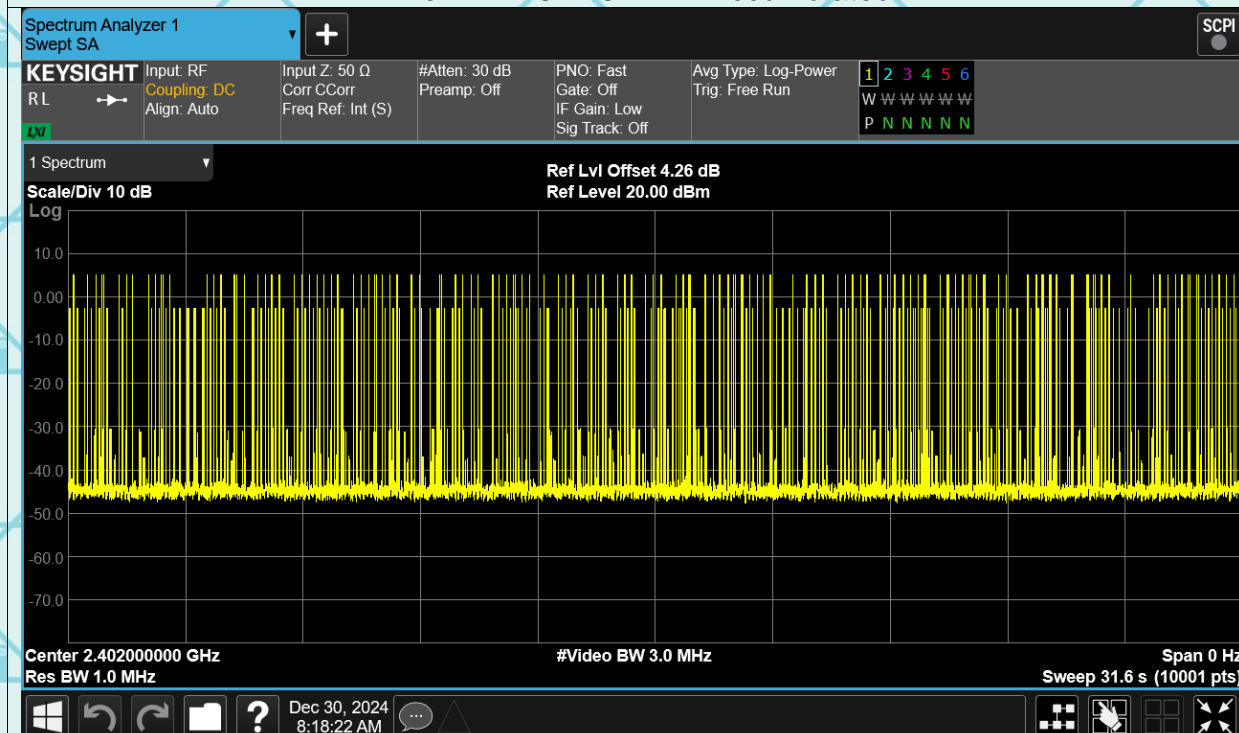 Spectrum Analyzer 1
Swept SA
SCPI
KEYSIGHT
R L
LXI
Input: RF
Coupling: DC
Align: Auto
Input Z: 50 Ω
Corr CCorr
Freq Ref: Int (S)
#Atten: 30 dB
Preamp: Off
PNO: Fast
Gate: Off
IF Gain: Low
Sig Track: Off
Avg Type: Log-Power
Trig: Free Run
1 2 3 4 5 6
W W W W W W
P N N N N N
1 Spectrum
Scale/Div 10 dB
Log
Ref Lvl Offset 4.26 dB
Ref Level 20.00 dBm
10.0
0.00
-10.0
-20.0
-30.0
-40.0
-50.0
-60.0
-70.0
Center 2.402000000 GHz
Res BW 1.0 MHz
#Video BW 3.0 MHz
Span 0 Hz
Sweep 31.6 s (10001 pts)
?
Dec 30, 2024
8:18:22 AM